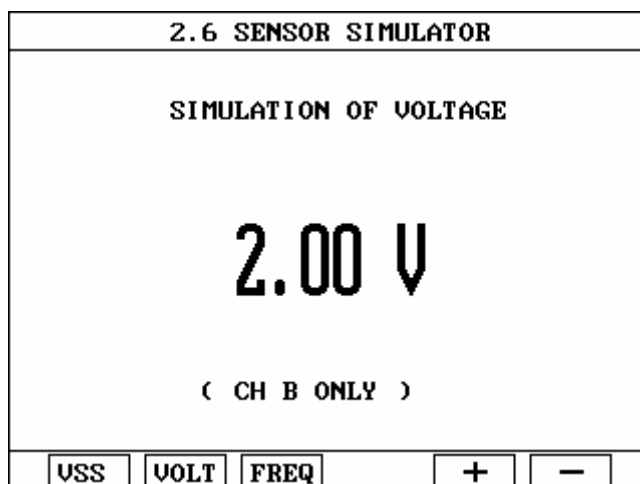 2.6 SENSOR SIMULATOR
SIMULATION OF VOLTAGE
2.00 V
( CH B ONLY )
VSS VOLT FREQ + −